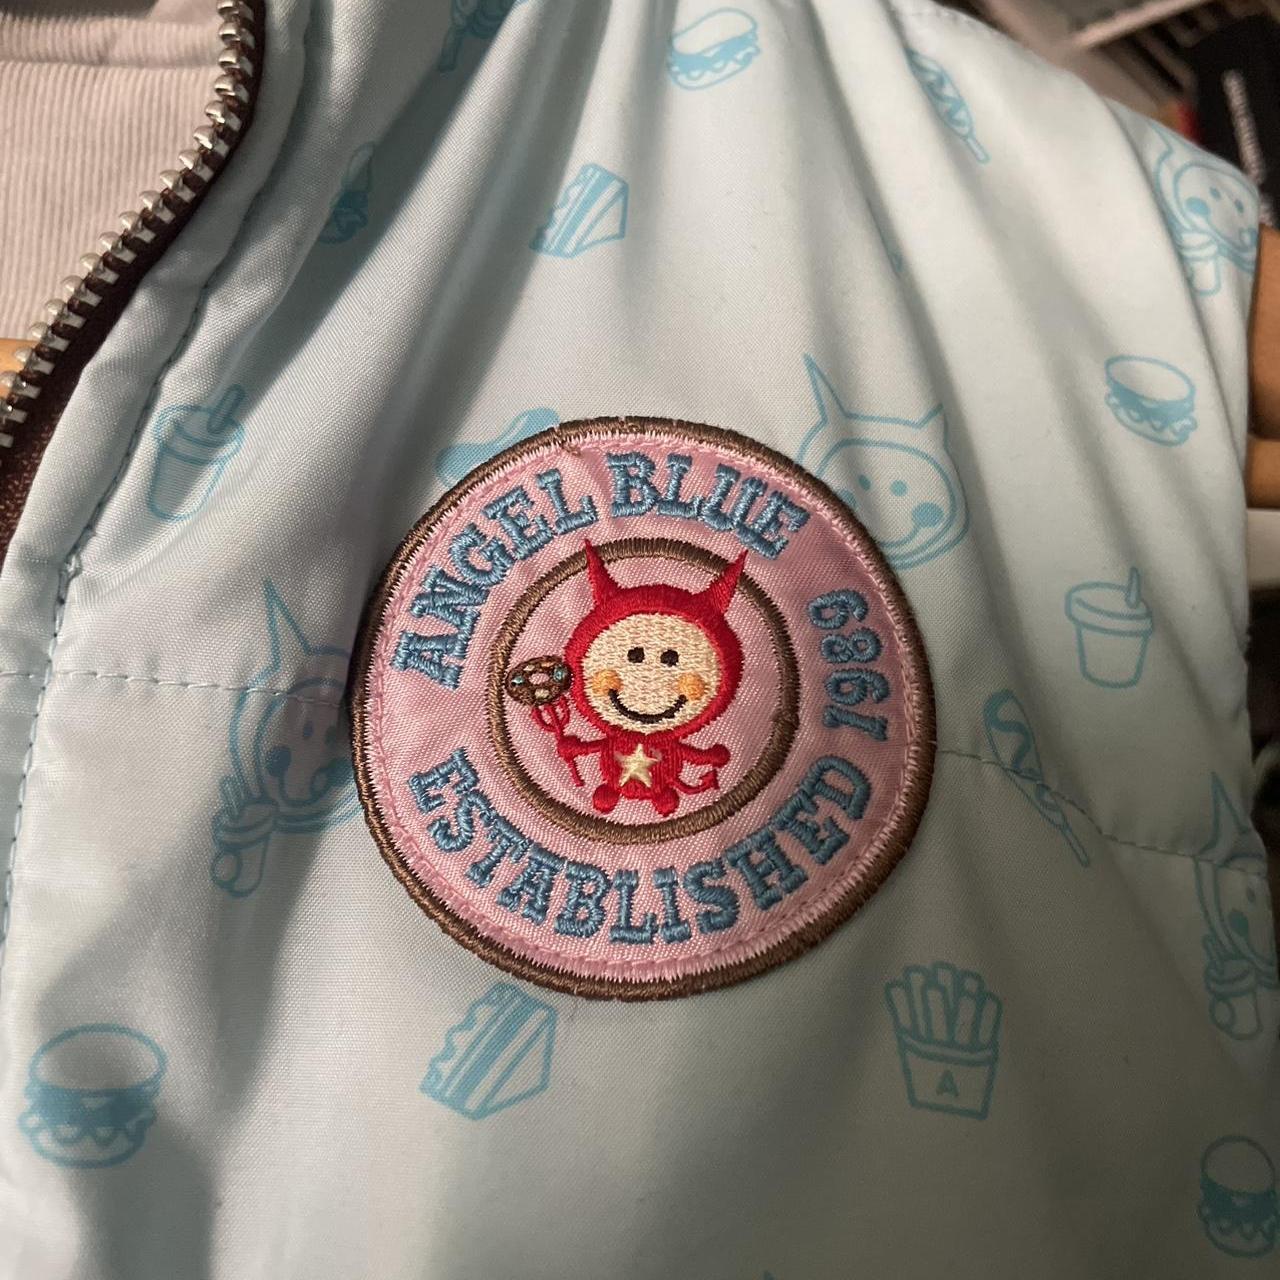 ANGEL BLUE
1989
ESTABLISHED
A